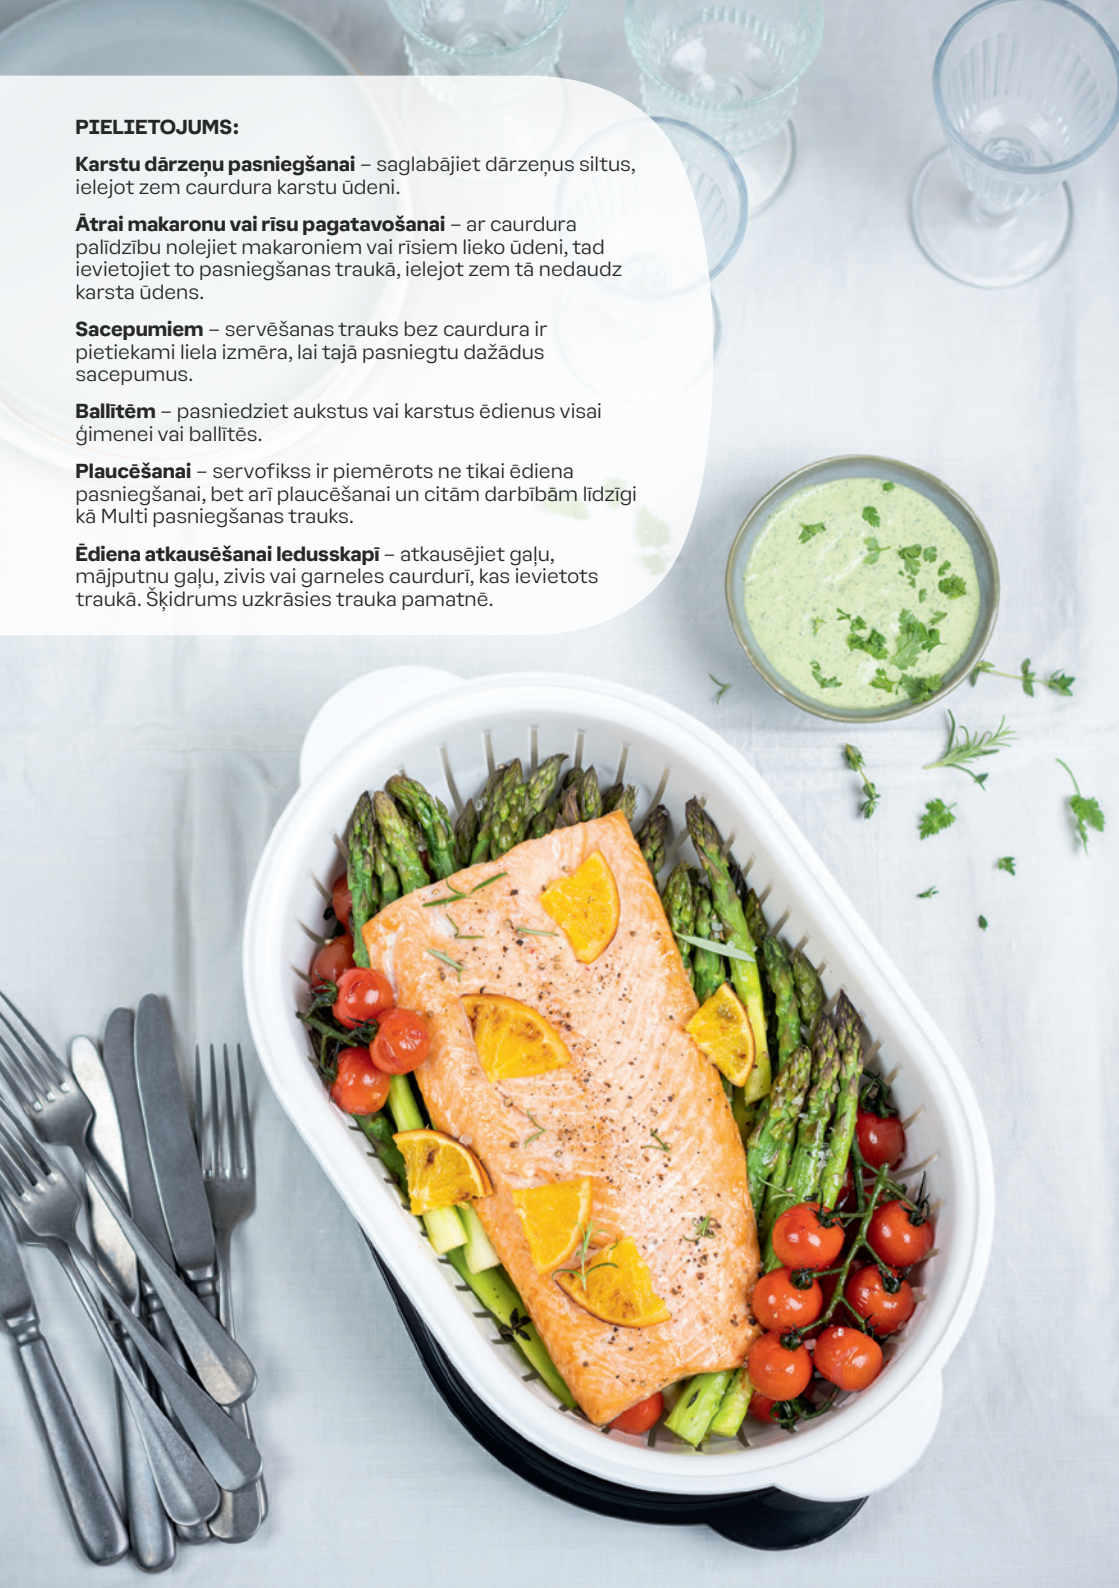 PIELIETOJUMS:
Karstu dārzeņu pasniegšanai – saglabājiet dārzeņus siltus,
ielejot zem caurdura karstu ūdeni.
Ātrai makaronu vai rīsu pagatavošanai – ar caurdura
palīdzību nolejiet makaroniem vai rīsiem lieko ūdeni, tad
ievietojiet to pasniegšanas traukā, ielejot zem tā nedaudz
karsta ūdens.
Sacepumiem – servēšanas trauks bez caurdura ir
pietiekami liela izmēra, lai tajā pasniegtu dažādus
sacepumus.
Ballītēm – pasniedziet aukstus vai karstus ēdienus visai
ģimenei vai ballītēs.
Plaucēšanai – servofikss ir piemērots ne tikai ēdiena
pasniegšanai, bet arī plaucēšanai un citām darbībām līdzīgi
kā Multi pasniegšanas trauks.
Ēdiena atkausēšanai ledusskapī – atkausējiet gaļu,
mājputnu gaļu, zivis vai garneles caurdurī, kas ievietots
traukā. Šķidrums uzkrāsies trauka pamatnē.